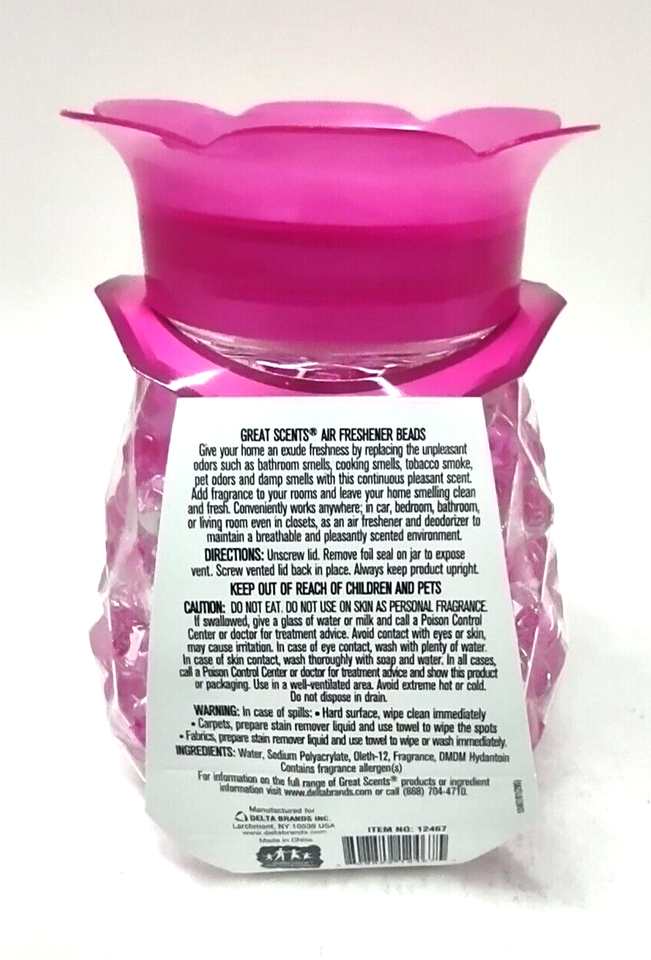 GREAT SCENTS® AIR FRESHENER BEADS
Give your home an exude freshness by replacing the unpleasant
odors such as bathroom smells, cooking smells, tobacco smoke,
pet odors and damp smells with this continuous pleasant scent.
Add fragrance to your rooms and leave your home smelling clean
and fresh. Conveniently works anywhere; in car, bedroom, bathroom,
or living room even in closets, as an air freshener and deodorizer to
maintain a breathable and pleasantly scented environment.
DIRECTIONS: Unscrew lid. Remove foil seal on jar to expose
vent. Screw vented lid back in place. Always keep product upright.
KEEP OUT OF REACH OF CHILDREN AND PETS
CAUTION: DO NOT EAT. DO NOT USE ON SKIN AS PERSONAL FRAGRANCE.
If swallowed, give a glass of water or milk and call a Poison Control
Center or doctor for treatment advice. Avoid contact with eyes or skin,
may cause irritation. In case of eye contact, wash with plenty of water.
In case of skin contact, wash thoroughly with soap and water. In all cases,
call a Poison Control Center or doctor for treatment advice and show this product
or packaging. Use in a well-ventilated area. Avoid extreme hot or cold.
Do not dispose in drain.
WARNING: In case of spills: • Hard surface, wipe clean immediately
• Carpets, prepare stain remover liquid and use towel to wipe the spots
• Fabrics, prepare stain remover liquid and use towel to wipe or wash immediately.
INGREDIENTS: Water, Sodium Polyacrylate, Oleth-12, Fragrance, DMDM Hydantoin
Contains fragrance allergen(s)
For information on the full range of Great Scents® products or ingredient
information visit www.deltabrands.com or call (888) 704-4710.
Manufactured for
DELTA BRANDS INC.
Larchmont, NY 10538 USA
www.deltabrands.com
Made in China
ITEM NO: 12467